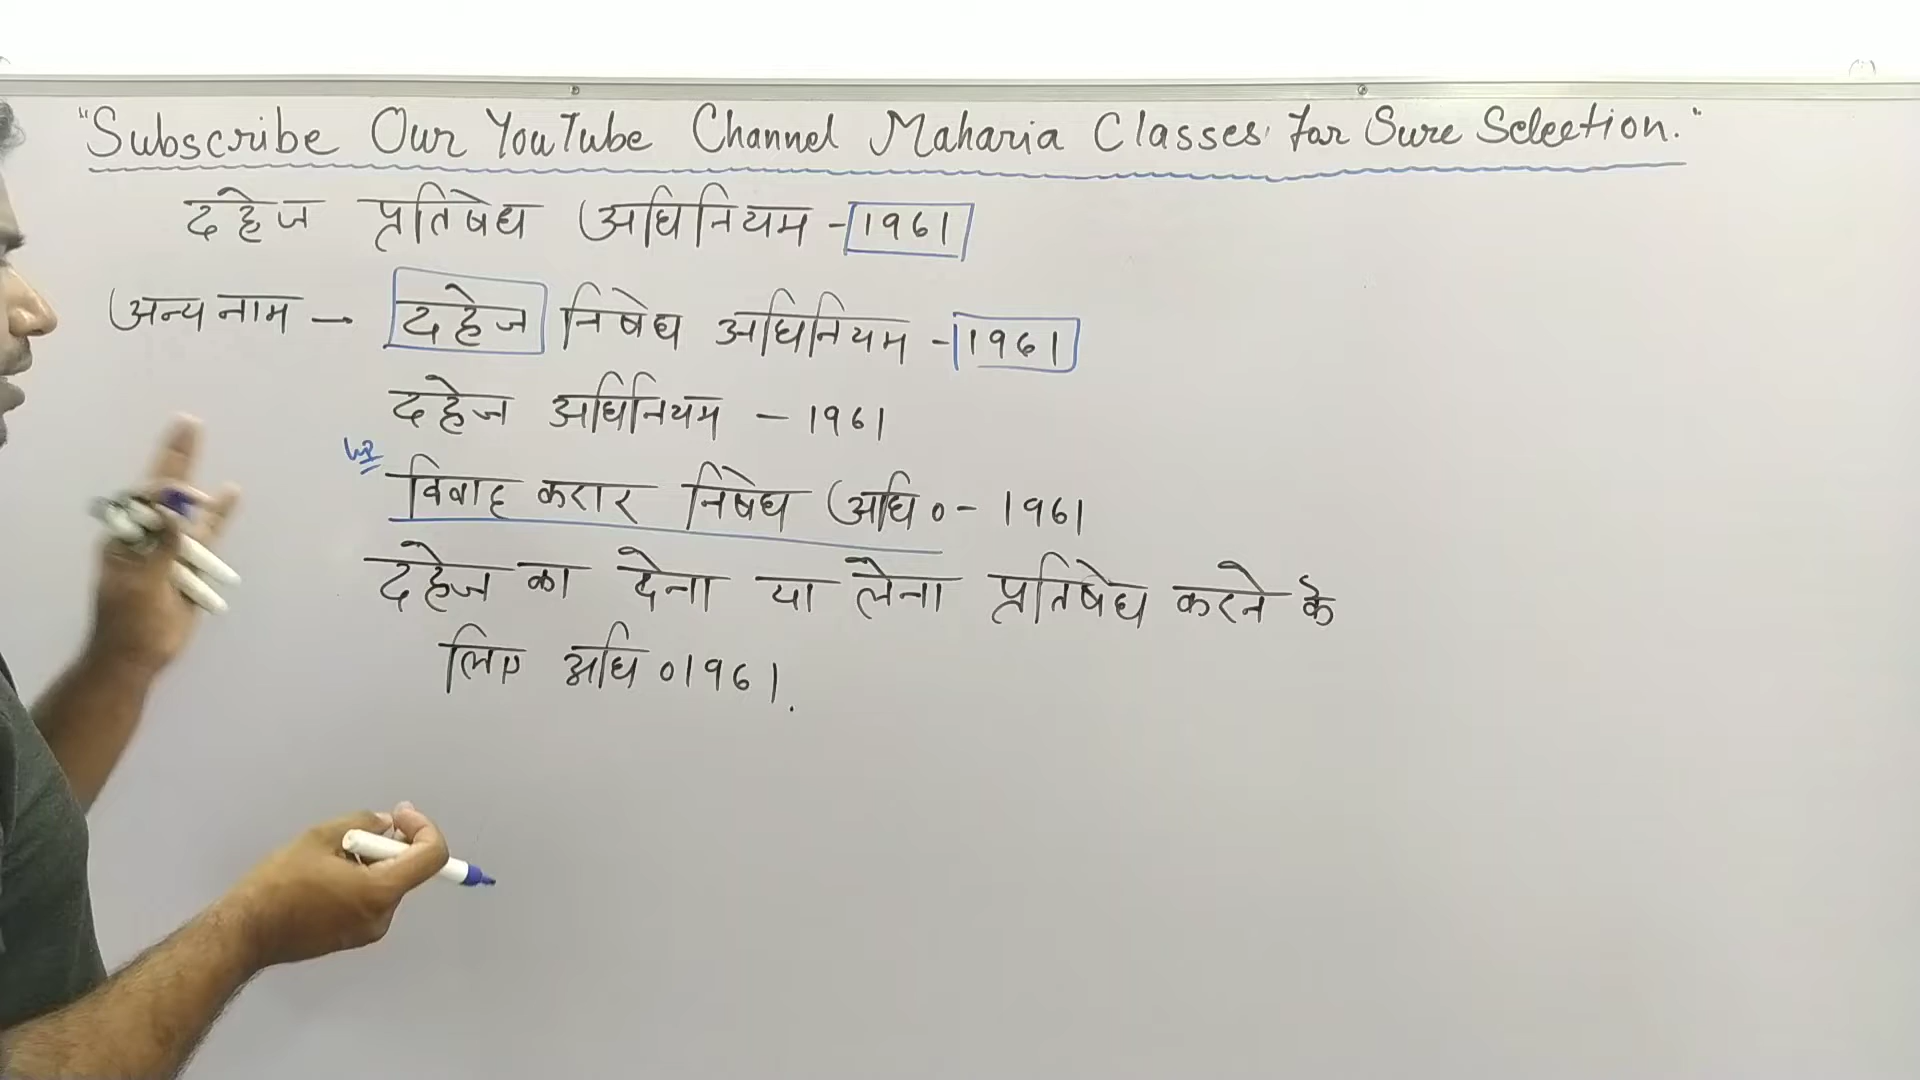 "Subscribe Our YouTube Channel Maharia Classes for Sure Selection."
दहेज प्रतिषेध अधिनियम - 1961
अन्य नाम → दहेज निषेध अधिनियम - 1961
दहेज अधिनियम - 1961
विवाह करार निषेध अधि० - 1961
दहेज का देना या लेना प्रतिषेध करने के
लिए अधि० 1961.